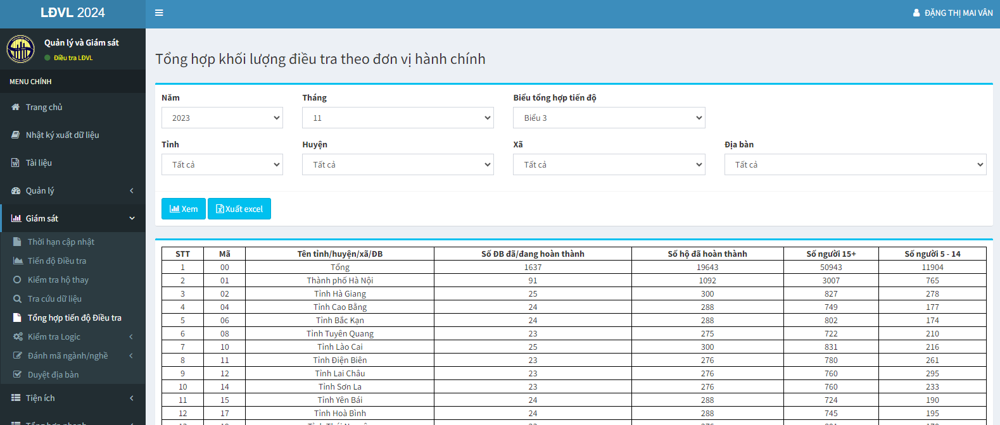 LĐVL 2024
ĐẶNG THỊ MAI VÂN
Quản lý và Giám sát
Điều tra LĐVL
MENU CHÍNH
Trang chủ
Nhật ký xuất dữ liệu
Tài liệu
Quản lý
Giám sát
Thời hạn cập nhật
Tiến độ Điều tra
Kiểm tra hộ thay
Tra cứu dữ liệu
Tổng hợp tiến độ Điều tra
Kiểm tra Logic
Đánh mã ngành/nghề
Duyệt địa bàn
Tiện ích
Tổng hợp nhanh
Tổng hợp khối lượng điều tra theo đơn vị hành chính
Năm Tháng Biểu tổng hợp tiến độ
2023 11 Biểu 3
Tỉnh Huyện Xã Địa bàn
Tất cả Tất cả Tất cả Tất cả
Xem Xuất excel
STT Mã Tên tỉnh/huyện/xã/ĐB Số ĐB đã/đang hoàn thành Số hộ đã hoàn thành Số người 15+ Số người 5 - 14
1 00 Tổng 1637 19643 50943 11904
2 01 Thành phố Hà Nội 91 1092 3007 765
3 02 Tỉnh Hà Giang 25 300 827 278
4 04 Tỉnh Cao Bằng 24 288 749 177
5 06 Tỉnh Bắc Kạn 24 288 802 174
6 08 Tỉnh Tuyên Quang 23 275 722 210
7 10 Tỉnh Lào Cai 25 300 831 216
8 11 Tỉnh Điện Biên 23 276 780 261
9 12 Tỉnh Lai Châu 23 276 760 295
10 14 Tỉnh Sơn La 23 276 760 233
11 15 Tỉnh Yên Bái 24 288 724 190
12 17 Tỉnh Hoà Bình 24 288 745 195